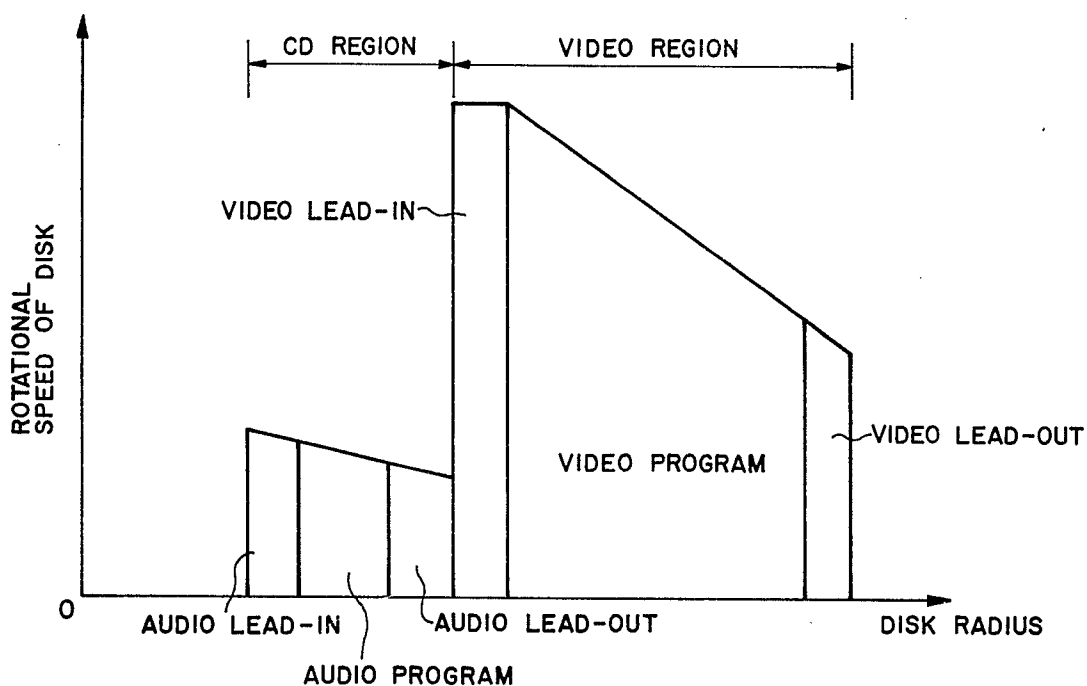 CD REGION
VIDEO REGION
VIDEO LEAD-IN
ROTATIONAL
SPEED OF DISK
VIDEO PROGRAM
VIDEO LEAD-OUT
0
AUDIO LEAD-IN
AUDIO LEAD-OUT
DISK RADIUS
AUDIO PROGRAM